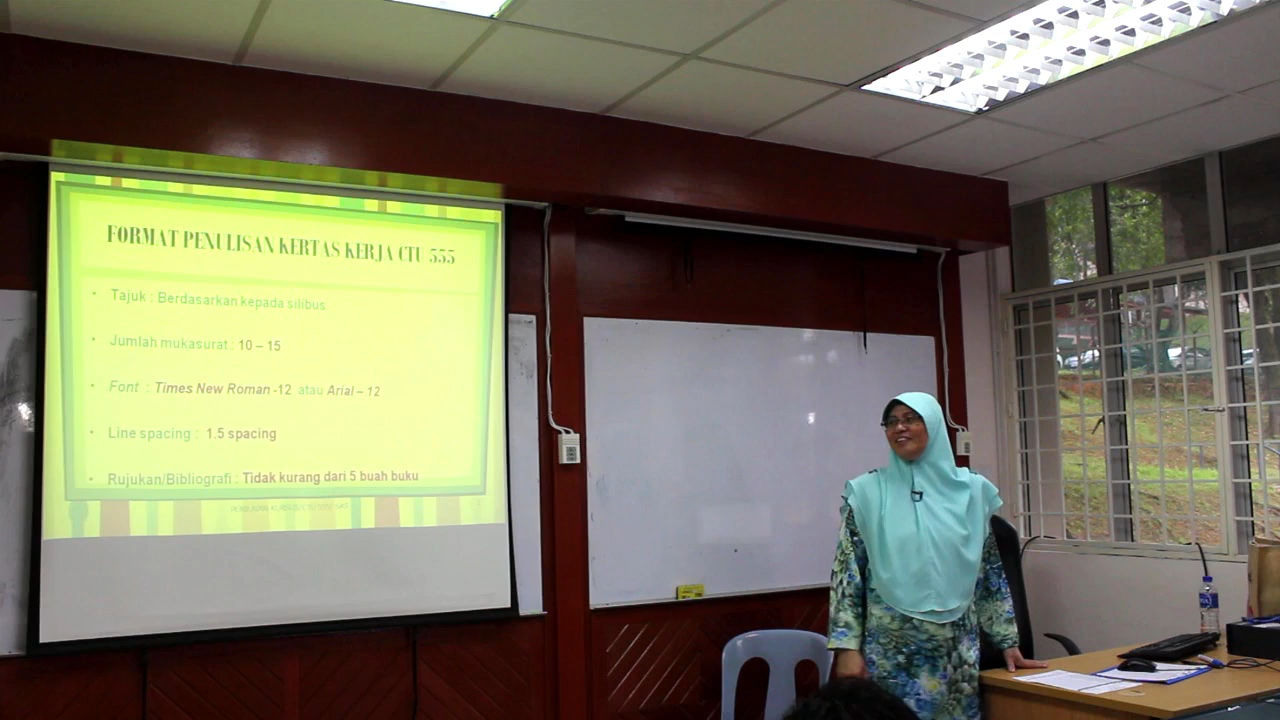 FORMAT PENULISAN KERTAS KERJA CTU 555
• Tajuk : Berdasarkan kepada silibus
• Jumlah mukasurat : 10 – 15
• Font : Times New Roman -12 atau Arial – 12
• Line spacing : 1.5 spacing
• Rujukan/Bibliografi : Tidak kurang dari 5 buah buku